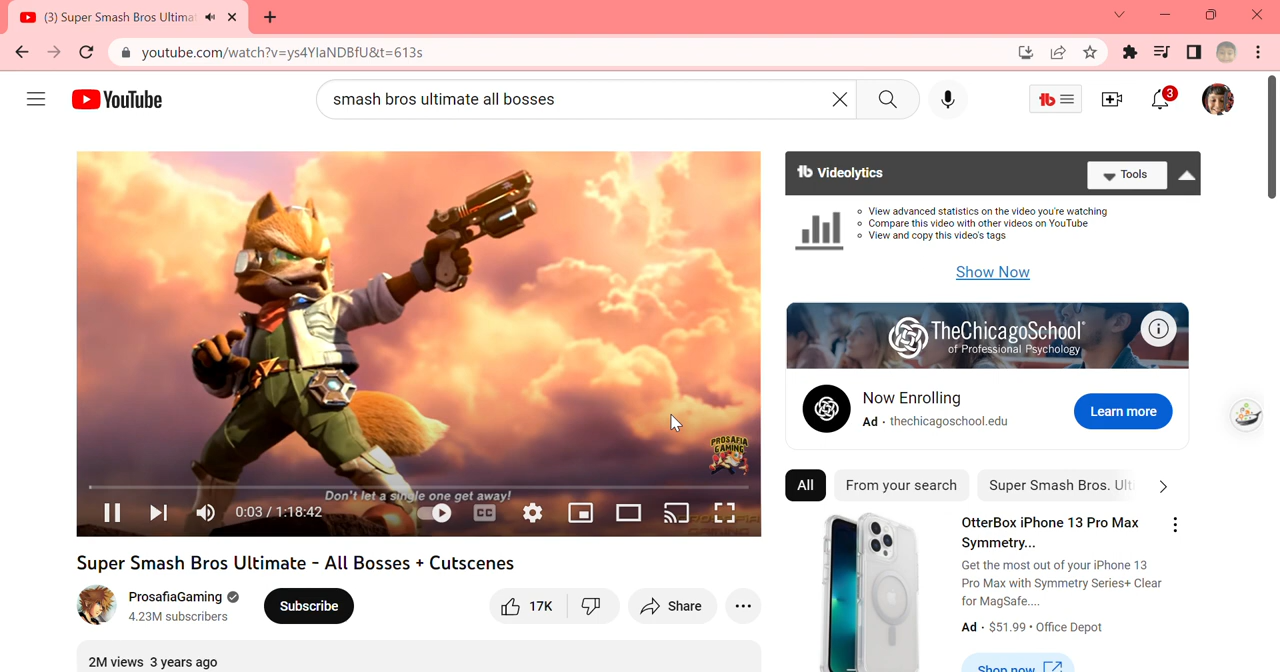 (3) Super Smash Bros Ultima
youtube.com/watch?v=ys4YIaNDBfU&t=613s
YouTube
smash bros ultimate all bosses
3
PROSAFIA
GAMING
Don't let a single one get away!
0:03 / 1:18:42
CC
Super Smash Bros Ultimate - All Bosses + Cutscenes
ProsafiaGaming
4.23M subscribers
Subscribe
17K
Share
2M views 3 years ago
Videolytics
Tools
View advanced statistics on the video you're watching
Compare this video with other videos on YouTube
View and copy this video's tags
Show Now
TheChicagoSchool
of Professional Psychology
Now Enrolling
Ad · thechicagoschool.edu
Learn more
All
From your search
Super Smash Bros. Ult
OtterBox iPhone 13 Pro Max
Symmetry...
Get the most out of your iPhone 13
Pro Max with Symmetry Series+ Clear
for MagSafe....
Ad · $51.99 • Office Depot
Shop now